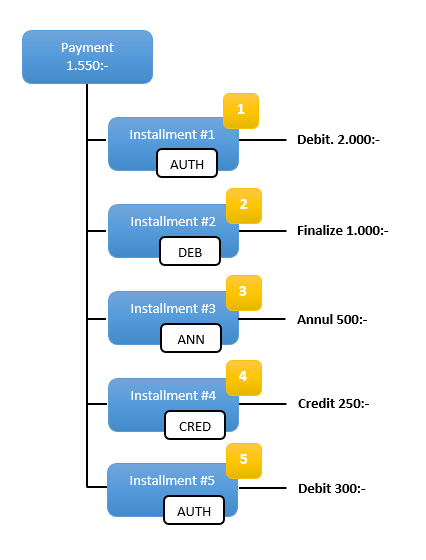 Payment
1.550:-
1
Installment #1
AUTH
Debit. 2.000:-
2
Installment #2
DEB
Finalize 1.000:-
3
Installment #3
ANN
Annul 500:-
4
Installment #4
CRED
Credit 250:-
5
Installment #5
AUTH
Debit 300:-